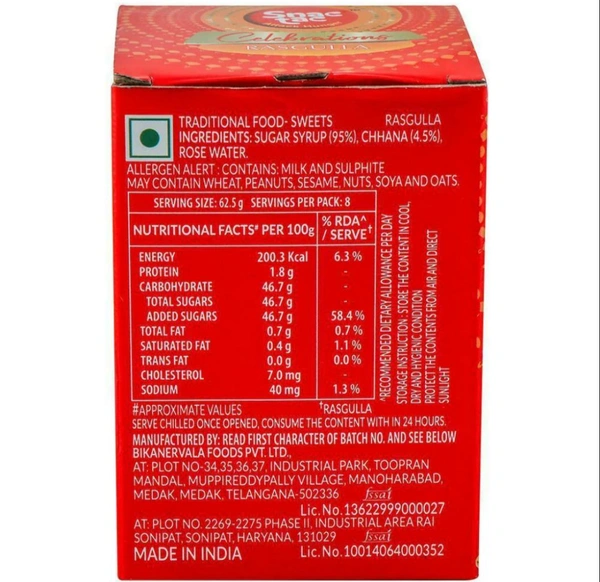 Snac
tac
Celebrations
RASGULLA
TRADITIONAL FOOD- SWEETS RASGULLA
INGREDIENTS: SUGAR SYRUP (95%), CHHANA (4.5%),
ROSE WATER.
ALLERGEN ALERT : CONTAINS: MILK AND SULPHITE
MAY CONTAIN WHEAT, PEANUTS, SESAME, NUTS, SOYA AND OATS.
SERVING SIZE: 62.5 g SERVINGS PER PACK: 8
NUTRITIONAL FACTS# PER 100g % RDA^ / SERVE†
ENERGY 200.3 Kcal 6.3 %
PROTEIN 1.8 g -
CARBOHYDRATE 46.7 g -
TOTAL SUGARS 46.7 g -
ADDED SUGARS 46.7 g 58.4 %
TOTAL FAT 0.7 g 0.7 %
SATURATED FAT 0.4 g 1.1 %
TRANS FAT 0.0 g 0.0 %
CHOLESTEROL 7.0 mg -
SODIUM 40 mg 1.3 %
^RECOMMENDED DIETARY ALLOWANCE PER DAY
STORAGE INSTRUCTION : STORE THE CONTENT IN COOL,
DRY AND HYGIENIC CONDITION
PROTECT THE CONTENTS FROM AIR AND DIRECT
SUNLIGHT
#APPROXIMATE VALUES †RASGULLA
SERVE CHILLED ONCE OPENED, CONSUME THE CONTENT WITH IN 24 HOURS.
MANUFACTURED BY: READ FIRST CHARACTER OF BATCH NO. AND SEE BELOW
BIKANERVALA FOODS PVT. LTD.,
AT: PLOT NO-34,35,36,37, INDUSTRIAL PARK, TOOPRAN
MANDAL, MUPPIREDDYPALLY VILLAGE, MANOHARABAD,
MEDAK, MEDAK, TELANGANA-502336 fssai
Lic. No. 13622999000027
AT: PLOT NO. 2269-2275 PHASE II, INDUSTRIAL AREA RAI
SONIPAT, SONIPAT, HARYANA, 131029 fssai
MADE IN INDIA Lic. No. 10014064000352